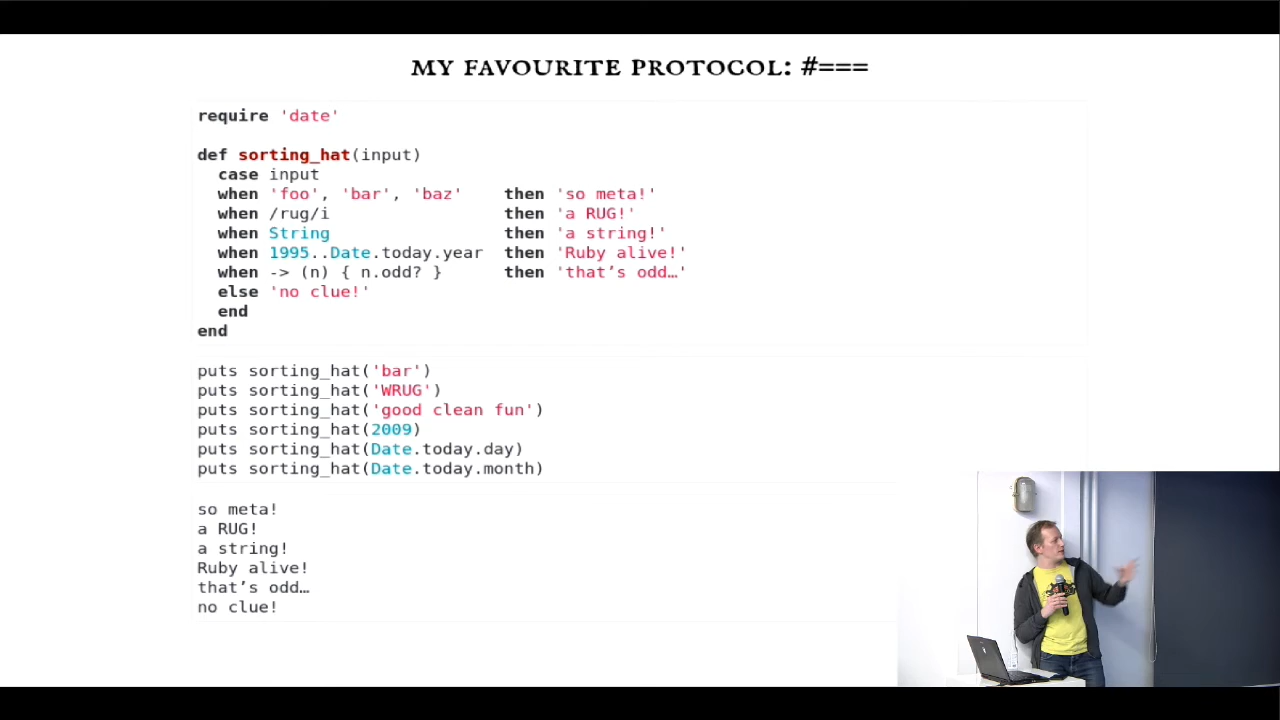 MY FAVOURITE PROTOCOL: #===
require 'date'
def sorting_hat(input)
  case input
  when 'foo', 'bar', 'baz'    then 'so meta!'
  when /rug/i                 then 'a RUG!'
  when String                 then 'a string!'
  when 1995..Date.today.year  then 'Ruby alive!'
  when -> (n) { n.odd? }      then 'that’s odd…'
  else 'no clue!'
  end
end
puts sorting_hat('bar')
puts sorting_hat('WRUG')
puts sorting_hat('good clean fun')
puts sorting_hat(2009)
puts sorting_hat(Date.today.day)
puts sorting_hat(Date.today.month)
so meta!
a RUG!
a string!
Ruby alive!
that’s odd…
no clue!